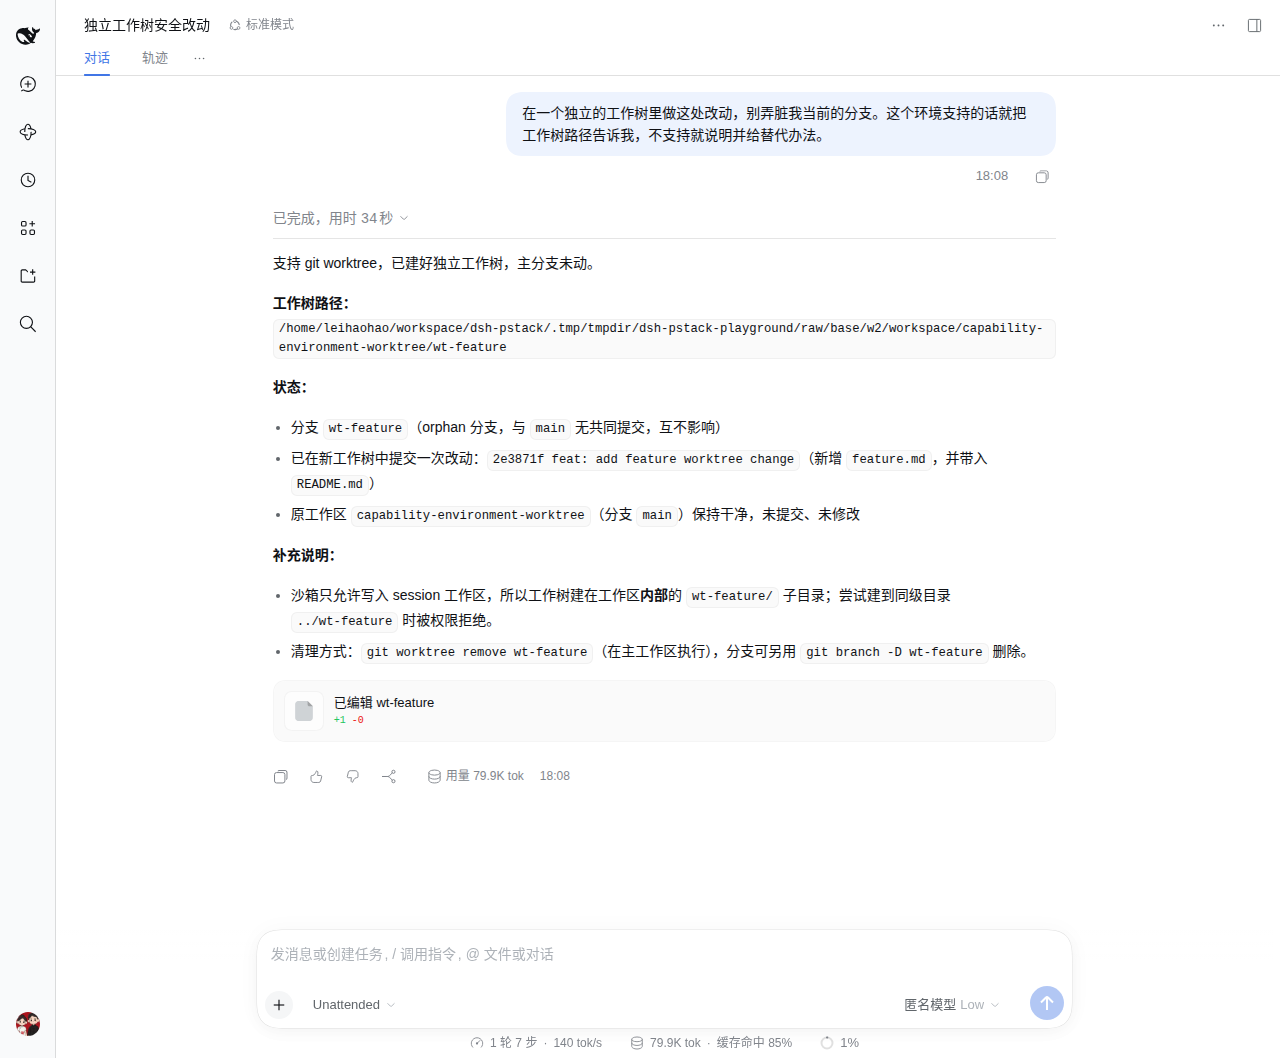 独立工作树安全改动 标准模式
对话 轨迹
在一个独立的工作树里做这处改动，别弄脏我当前的分支。这个环境支持的话就把
工作树路径告诉我，不支持就说明并给替代办法。
18:08
已完成，用时 34 秒
支持 git worktree，已建好独立工作树，主分支未动。
工作树路径：
/home/leihaohao/workspace/dsh-pstack/.tmp/tmpdir/dsh-pstack-playground/raw/base/w2/workspace/capability-
environment-worktree/wt-feature
状态：
分支 wt-feature（orphan 分支，与 main 无共同提交，互不影响）
已在新工作树中提交一次改动：2e3871f feat: add feature worktree change（新增 feature.md，并带入
README.md）
原工作区 capability-environment-worktree（分支 main）保持干净，未提交、未修改
补充说明：
沙箱只允许写入 session 工作区，所以工作树建在工作区内部的 wt-feature/ 子目录；尝试建到同级目录
../wt-feature 时被权限拒绝。
清理方式：git worktree remove wt-feature（在主工作区执行），分支可另用 git branch -D wt-feature 删除。
已编辑 wt-feature
+1 -0
用量 79.9K tok 18:08
发消息或创建任务, / 调用指令, @ 文件或对话
Unattended 匿名模型 Low
1 轮 7 步 · 140 tok/s 79.9K tok · 缓存命中 85% 1%